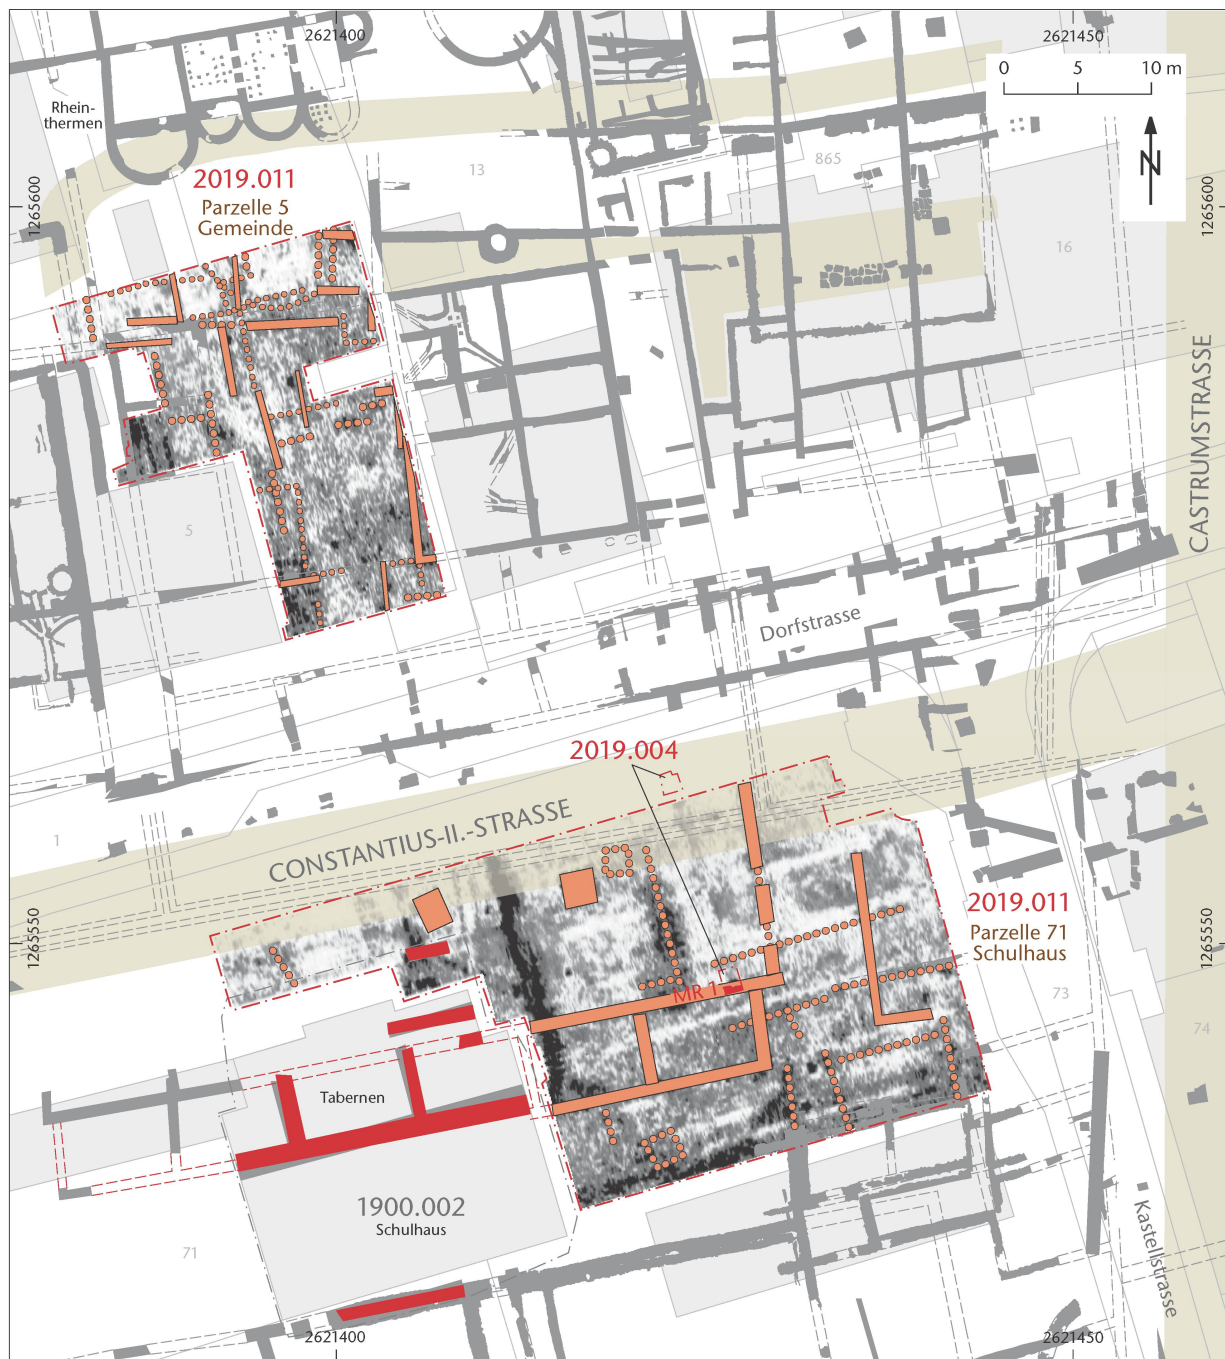 2621400
2621450
0 5 10 m
N
Rhein-
thermen
13
865
16
2019.011
Parzelle 5
Gemeinde
1265600
1265600
CASTRUMSTRASSE
5
Dorfstrasse
2019.004
1
CONSTANTIUS-II.-STRASSE
2019.011
Parzelle 71
Schulhaus
1265550
1265550
MR 1
73
74
Tabernen
1900.002
Schulhaus
71
Kastellstrasse
2621400
2621450